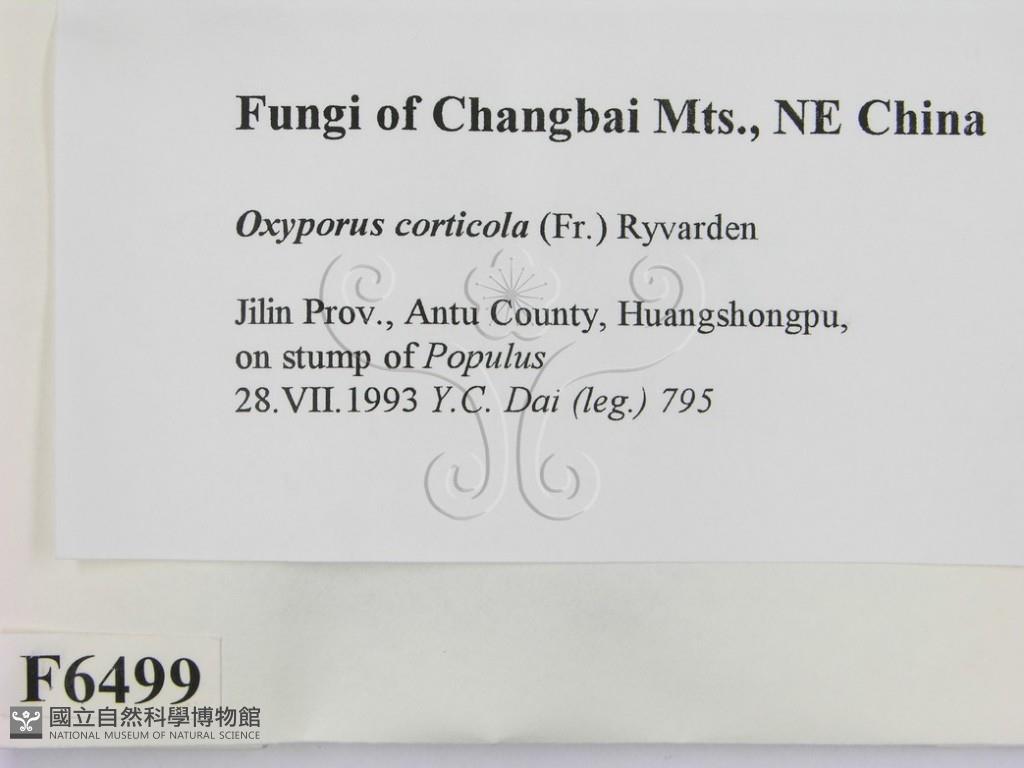 Fungi of Changbai Mts., NE China
Oxyporus corticola (Fr.) Ryvarden
Jilin Prov., Antu County, Huangshongpu,
on stump of Populus
28.VII.1993 Y.C. Dai (leg.) 795
F6499
國立自然科學博物館
NATIONAL MUSEUM OF NATURAL SCIENCE